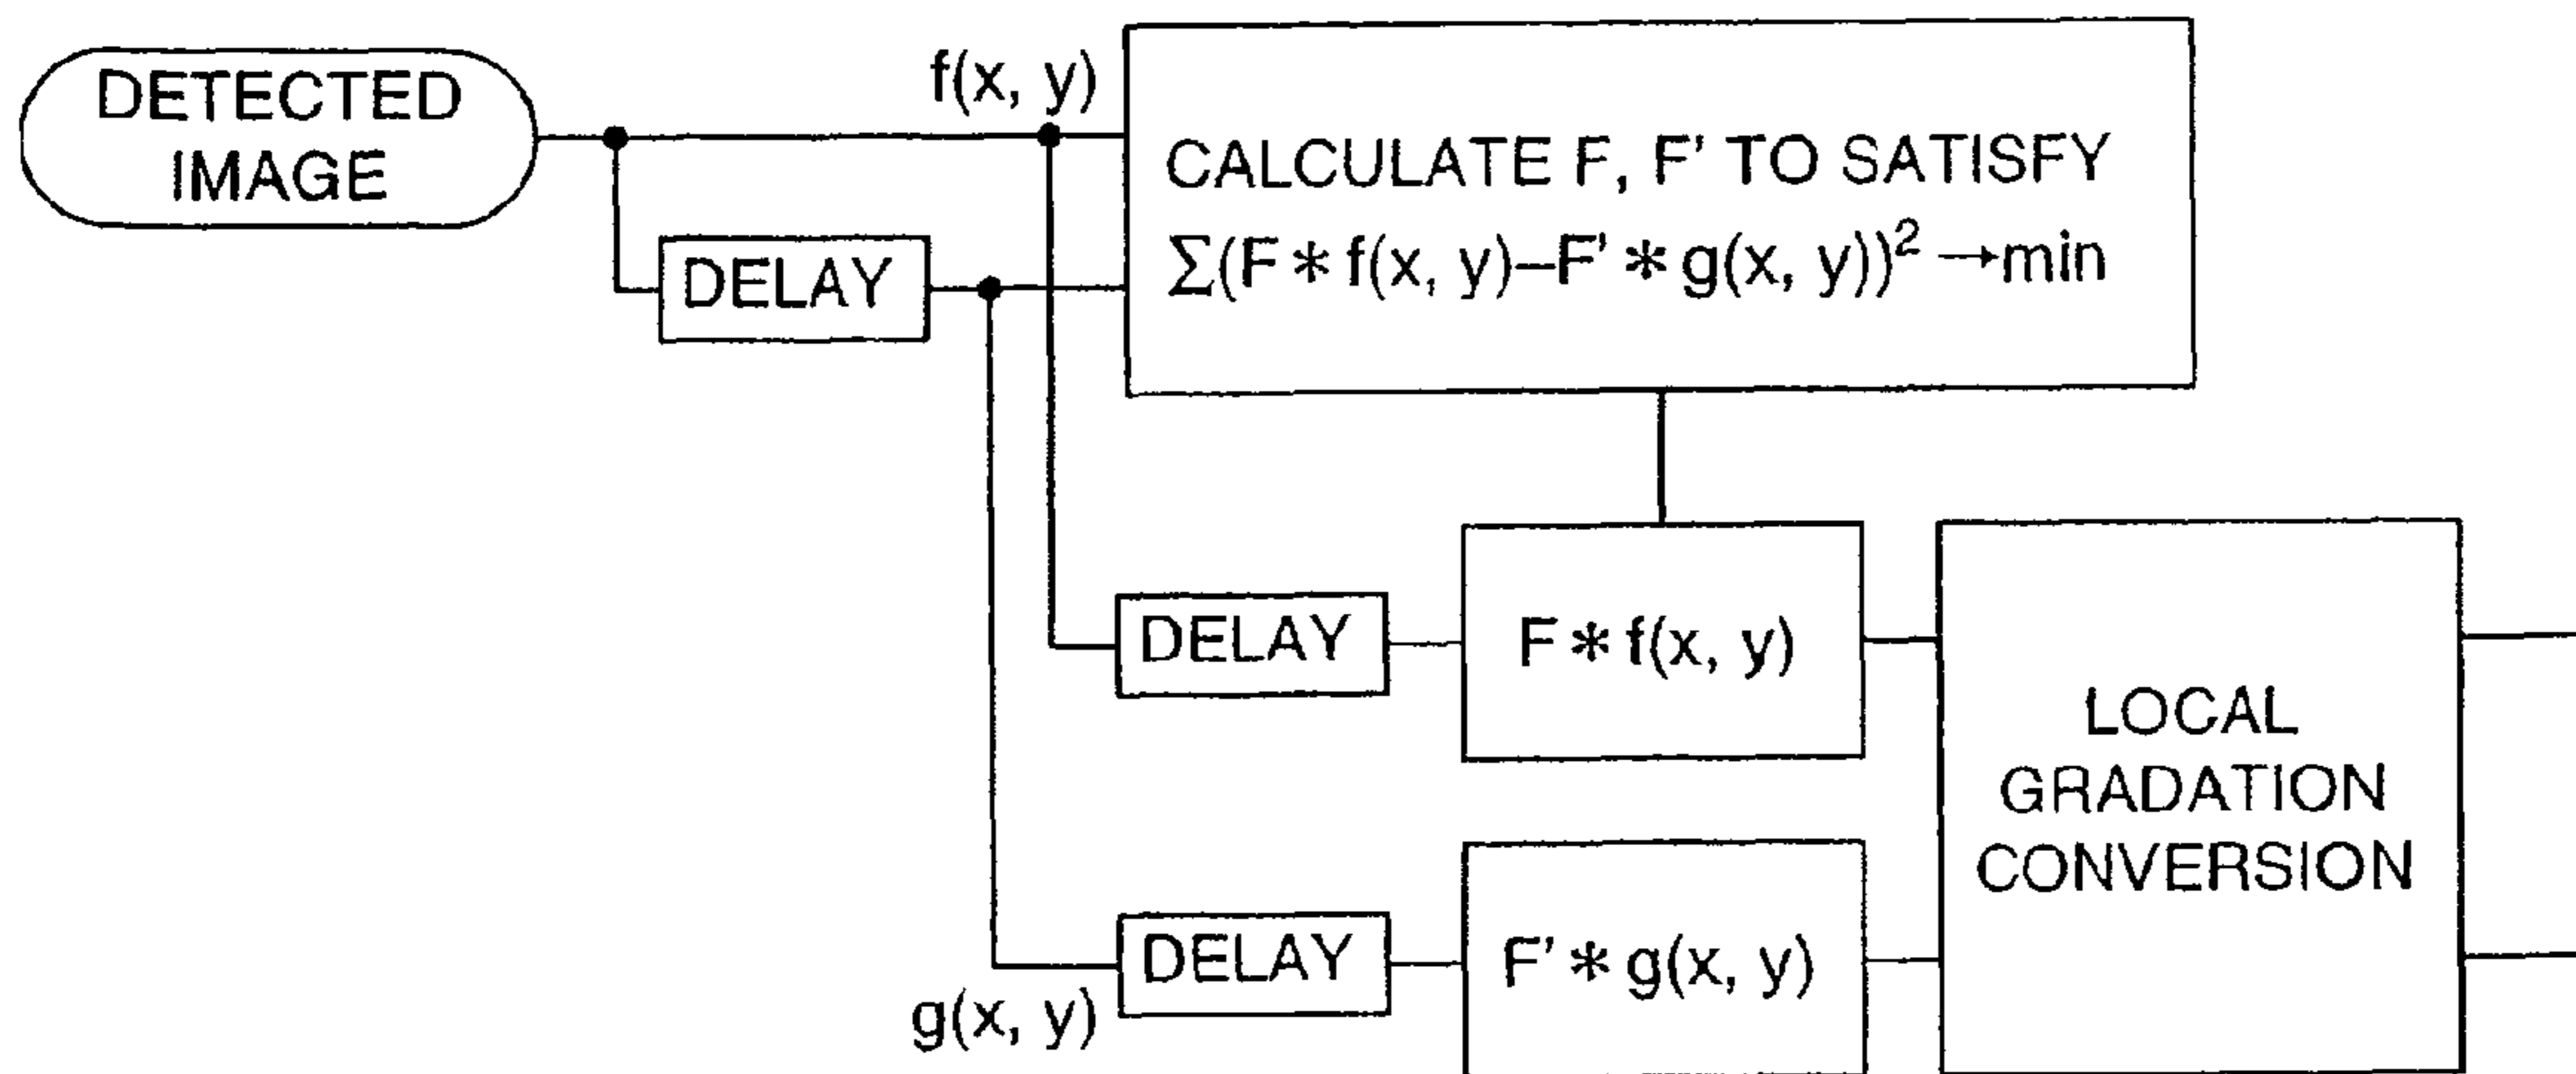 DETECTED
IMAGE
f(x, y)
CALCULATE F, F' TO SATISFY
∑(F * f(x, y)–F' * g(x, y))² →min
DELAY
DELAY
F * f(x, y)
LOCAL
GRADATION
CONVERSION
DELAY
F' * g(x, y)
g(x, y)